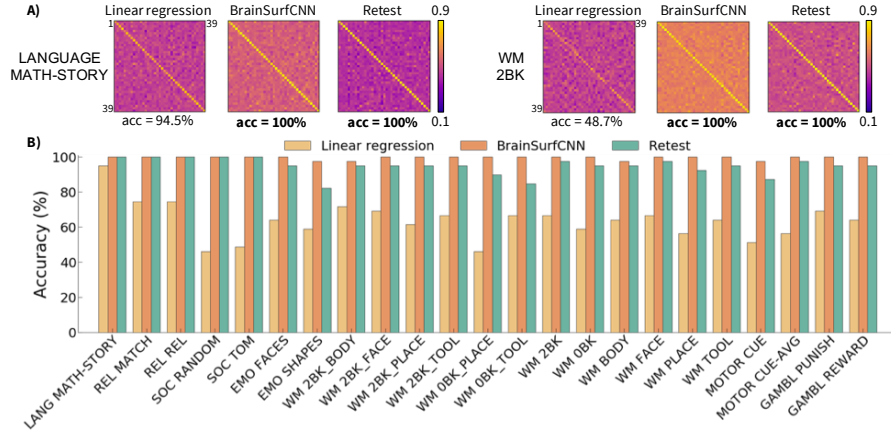 A)
Linear regression BrainSurfCNN Retest 0.9 Linear regression BrainSurfCNN Retest 0.9
1 39
LANGUAGE
MATH-STORY
WM
2BK
39 39
0.1 0.1
acc = 94.5% acc = 100% acc = 100% acc = 48.7% acc = 100% acc = 100%
B)
Linear regression BrainSurfCNN Retest
Accuracy (%)
100
80
60
40
20
0
LANG MATH-STORY
REL MATCH
REL REL
SOC RANDOM
SOC TOM
EMO FACES
EMO SHAPES
WM 2BK_BODY
WM 2BK_FACE
WM 2BK_PLACE
WM 2BK_TOOL
WM 0BK_PLACE
WM 0BK_TOOL
WM 2BK
WM 0BK
WM BODY
WM FACE
WM PLACE
WM TOOL
MOTOR CUE
MOTOR CUE-AVG
GAMBL PUNISH
GAMBL REWARD